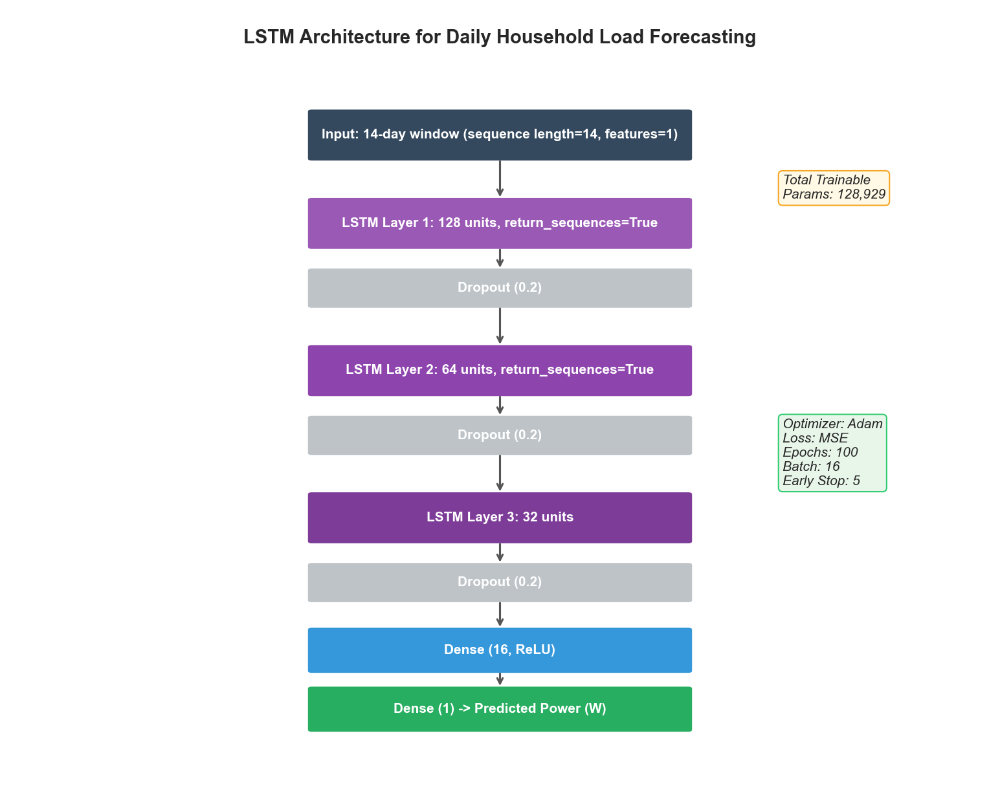 LSTM Architecture for Daily Household Load Forecasting
Input: 14-day window (sequence length=14, features=1)
Total Trainable
Params: 128,929
LSTM Layer 1: 128 units, return_sequences=True
Dropout (0.2)
LSTM Layer 2: 64 units, return_sequences=True
Dropout (0.2)
Optimizer: Adam
Loss: MSE
Epochs: 100
Batch: 16
Early Stop: 5
LSTM Layer 3: 32 units
Dropout (0.2)
Dense (16, ReLU)
Dense (1) -> Predicted Power (W)